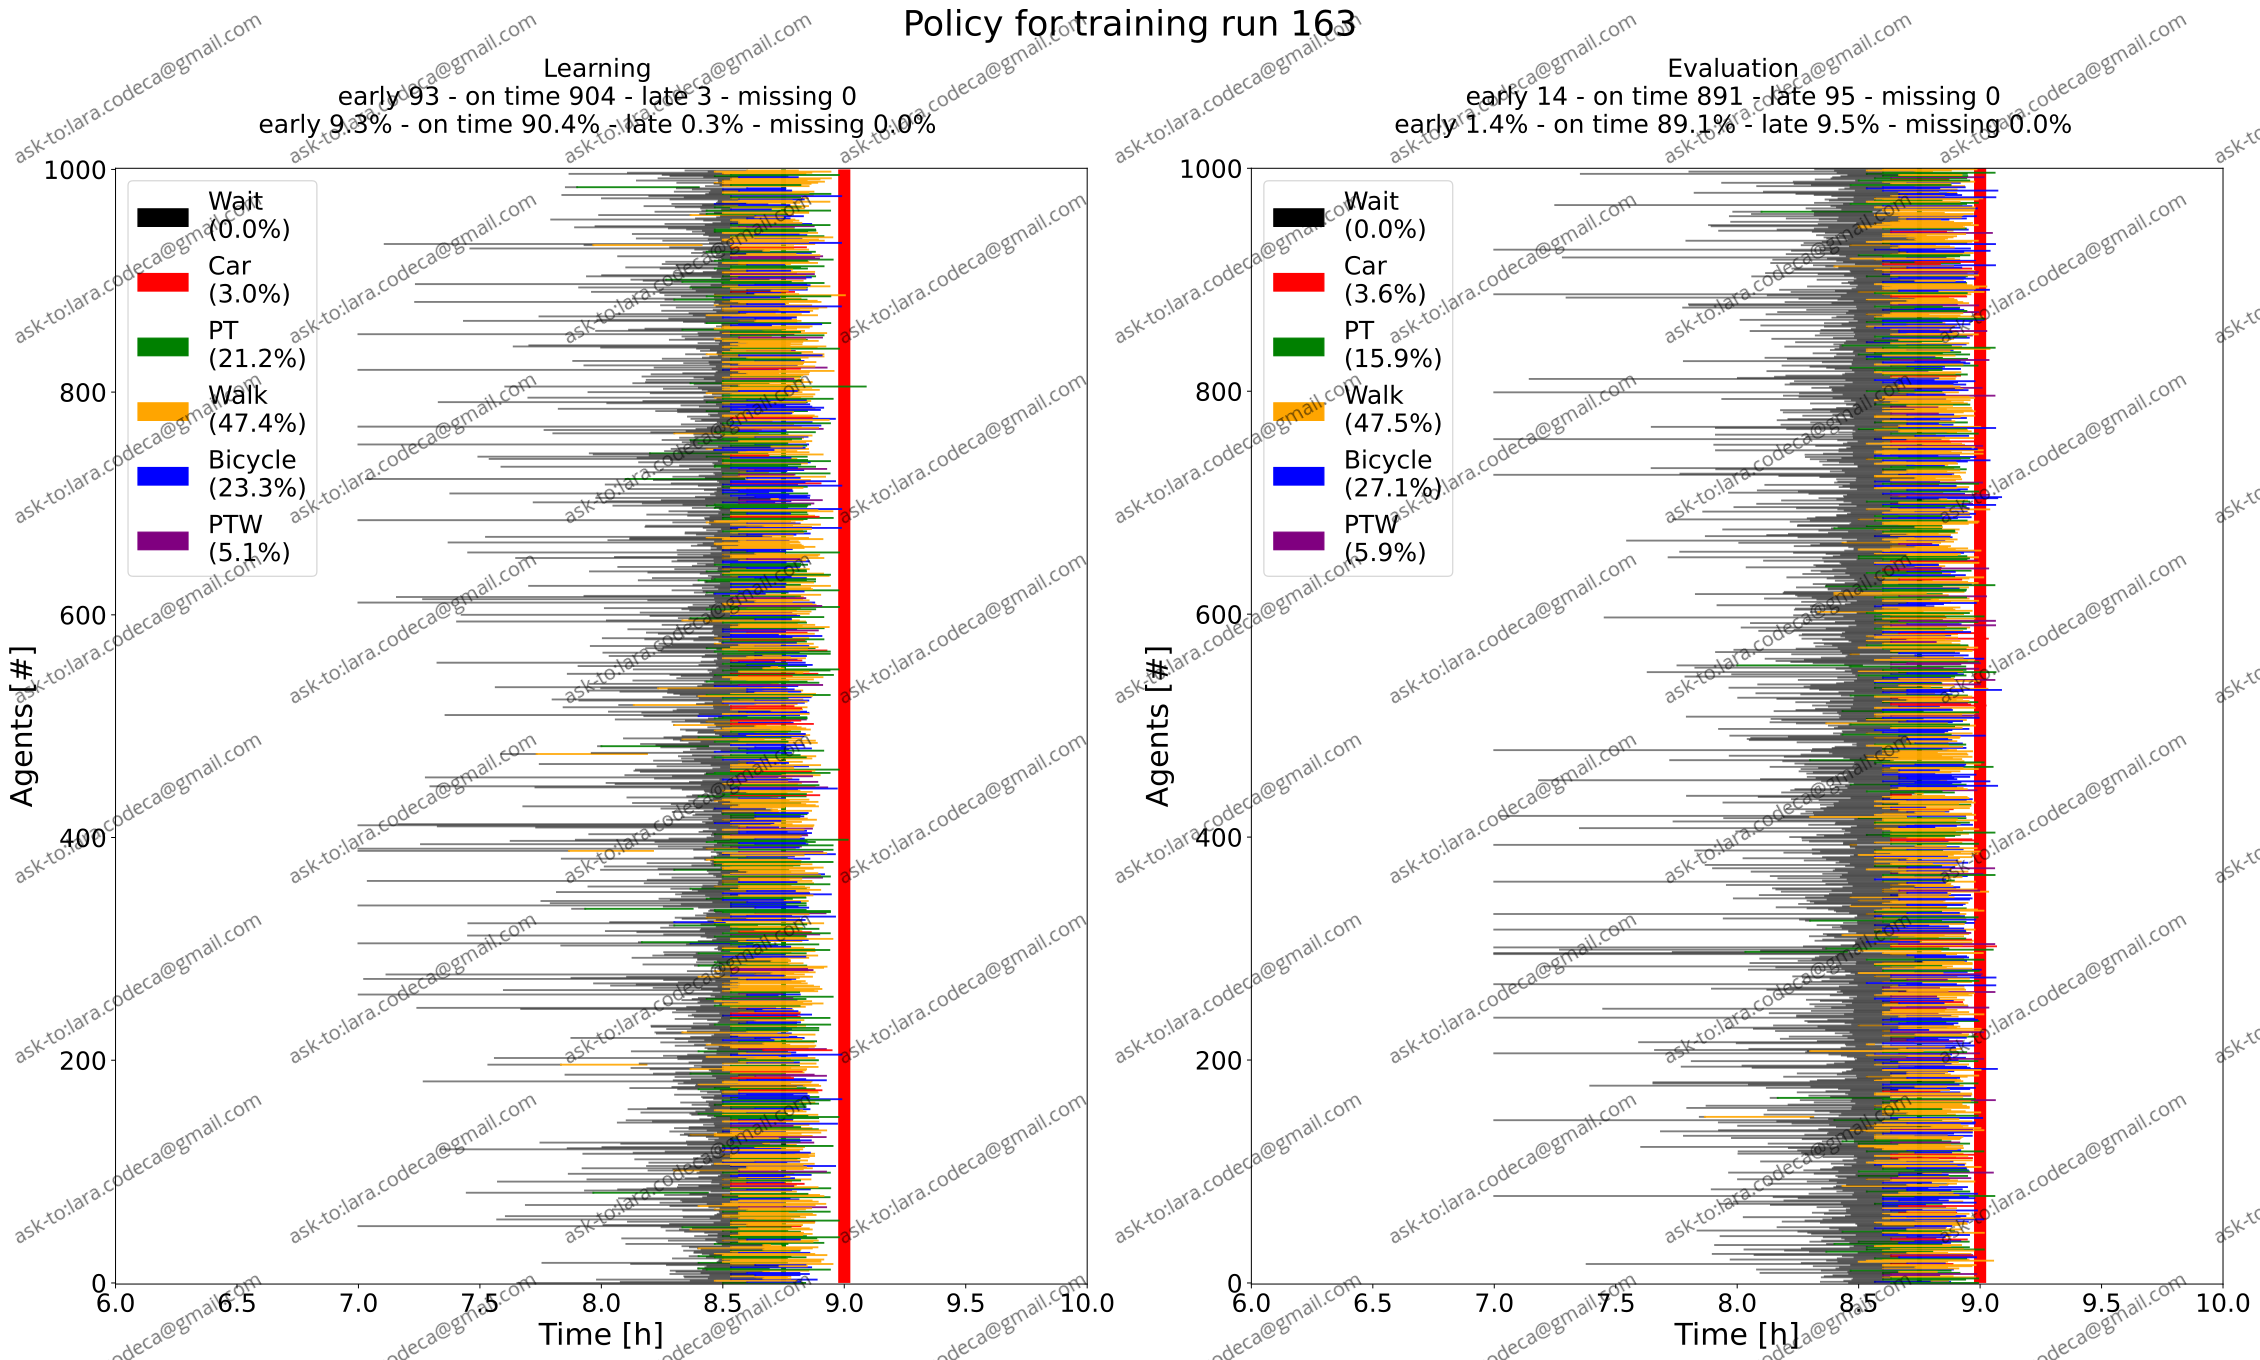 Policy for training run 163
Learning
early 93 - on time 904 - late 3 - missing 0
early 9.3% - on time 90.4% - late 0.3% - missing 0.0%
Evaluation
early 14 - on time 891 - late 95 - missing 0
early 1.4% - on time 89.1% - late 9.5% - missing 0.0%
Wait
(0.0%)
Car
(3.0%)
PT
(21.2%)
Walk
(47.4%)
Bicycle
(23.3%)
PTW
(5.1%)
1000
800
600
400
200
0
Agents [#]
6.0 6.5 7.0 7.5 8.0 8.5 9.0 9.5 10.0
Time [h]
Wait
(0.0%)
Car
(3.6%)
PT
(15.9%)
Walk
(47.5%)
Bicycle
(27.1%)
PTW
(5.9%)
1000
800
600
400
200
0
Agents [#]
6.0 6.5 7.0 7.5 8.0 8.5 9.0 9.5 10.0
Time [h]
ask-to:lara.codeca@gmail.com